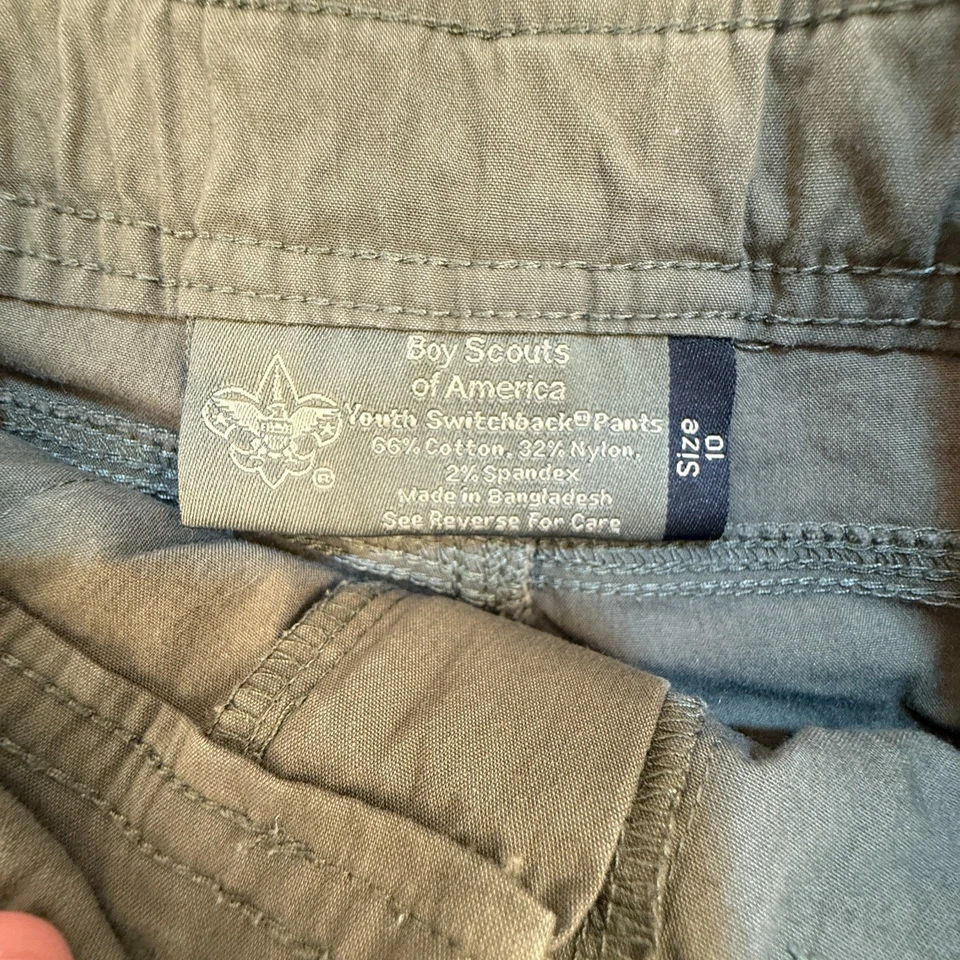 Boy Scouts
of America
Youth Switchback® Pants
66% Cotton, 32% Nylon,
2% Spandex
Made in Bangladesh
See Reverse For Care
®
Size
10